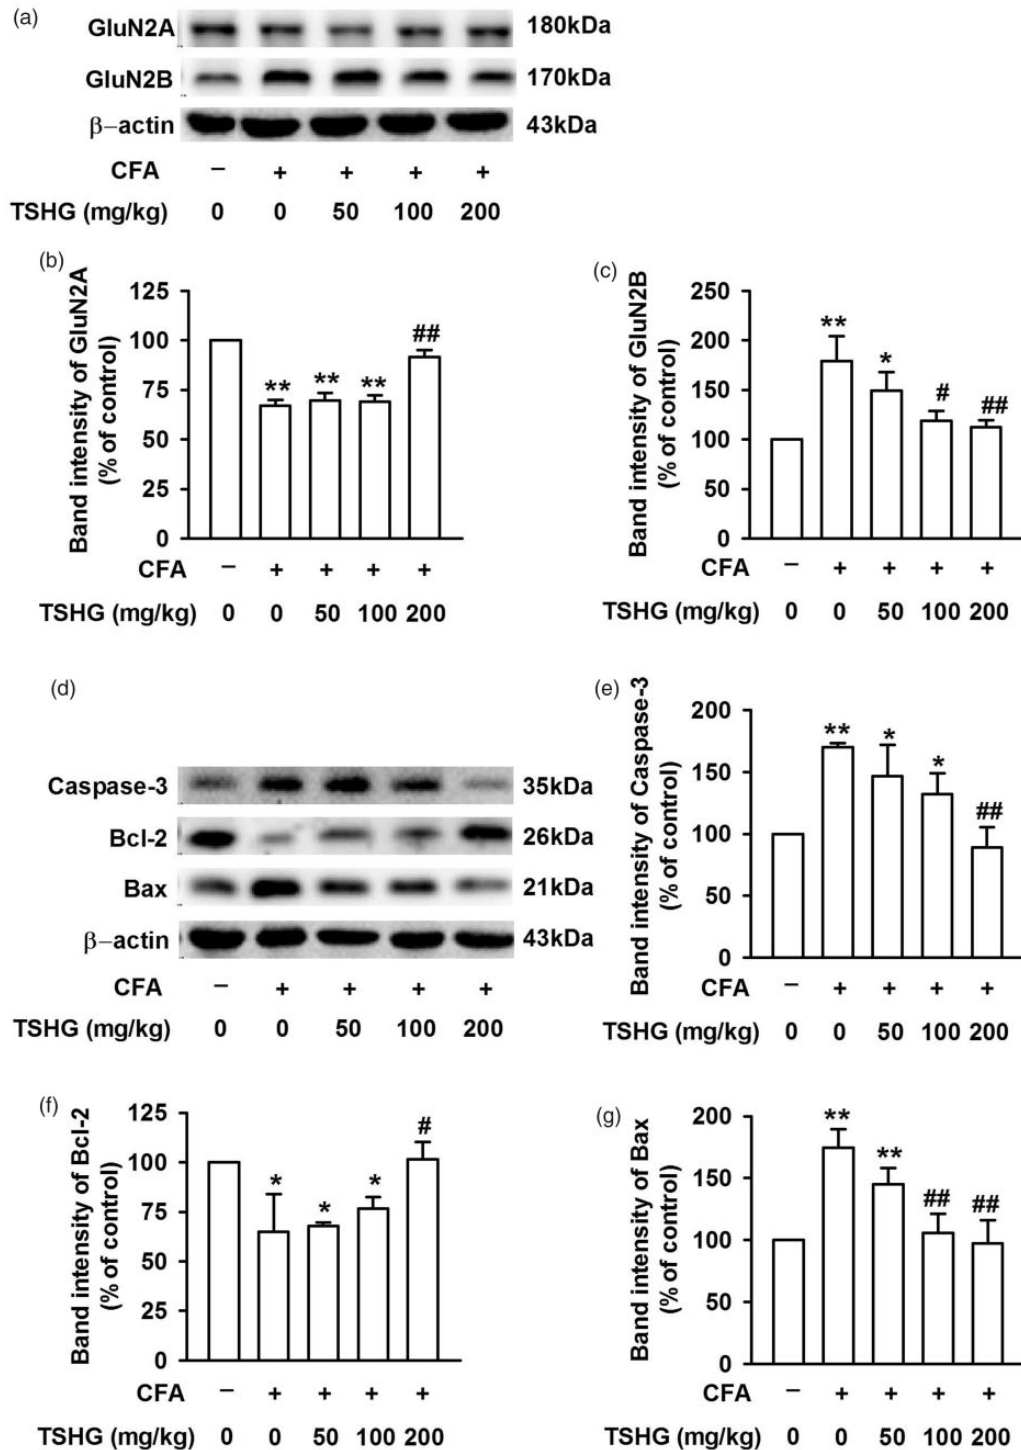 (a)
GluN2A 180kDa
GluN2B 170kDa
β−actin 43kDa
CFA − + + + +
TSHG (mg/kg) 0 0 50 100 200
(b)
Band intensity of GluN2A
(% of control)
125
100
75
50
25
0
** ** ** ##
CFA − + + + +
TSHG (mg/kg) 0 0 50 100 200
(c)
Band intensity of GluN2B
(% of control)
250
200
150
100
50
0
** * # ##
CFA − + + + +
TSHG (mg/kg) 0 0 50 100 200
(d)
Caspase-3 35kDa
Bcl-2 26kDa
Bax 21kDa
β−actin 43kDa
CFA − + + + +
TSHG (mg/kg) 0 0 50 100 200
(e)
Band intensity of Caspase-3
(% of control)
200
150
100
50
0
** * * ##
CFA − + + + +
TSHG (mg/kg) 0 0 50 100 200
(f)
Band intensity of Bcl-2
(% of control)
125
100
75
50
25
0
* * * #
CFA − + + + +
TSHG (mg/kg) 0 0 50 100 200
(g)
Band intensity of Bax
(% of control)
200
150
100
50
0
** ** ## ##
CFA − + + + +
TSHG (mg/kg) 0 0 50 100 200